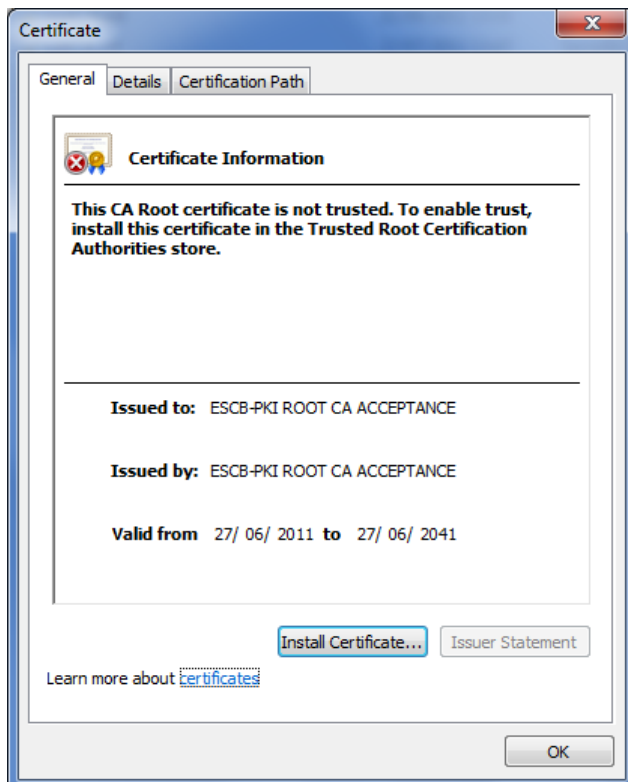 Certificate
General Details Certification Path
Certificate Information
This CA Root certificate is not trusted. To enable trust,
install this certificate in the Trusted Root Certification
Authorities store.
Issued to: ESCB-PKI ROOT CA ACCEPTANCE
Issued by: ESCB-PKI ROOT CA ACCEPTANCE
Valid from 27/ 06/ 2011 to 27/ 06/ 2041
Install Certificate... Issuer Statement
Learn more about certificates
OK